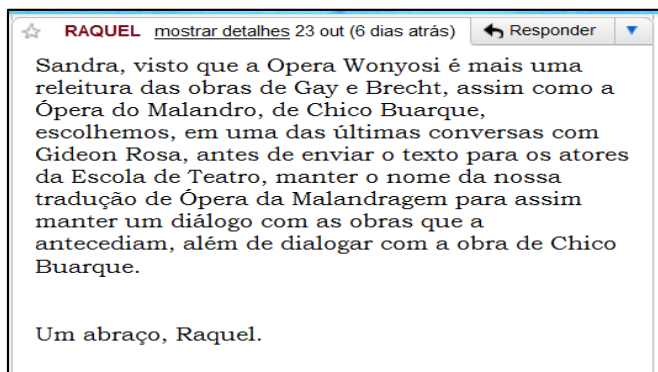 RAQUEL mostrar detalhes 23 out (6 dias atrás) Responder
Sandra, visto que a Opera Wonyosi é mais uma
releitura das obras de Gay e Brecht, assim como a
Ópera do Malandro, de Chico Buarque,
escolhemos, em uma das últimas conversas com
Gideon Rosa, antes de enviar o texto para os atores
da Escola de Teatro, manter o nome da nossa
tradução de Ópera da Malandragem para assim
manter um diálogo com as obras que a
antecediam, além de dialogar com a obra de Chico
Buarque.
Um abraço, Raquel.